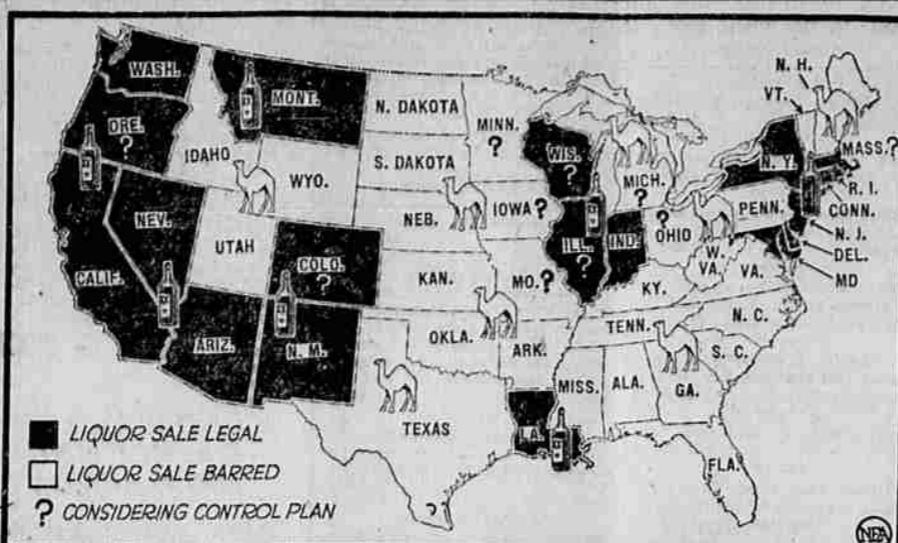 WASH.
MONT.
ORE.
?
IDAHO
WYO.
N. DAKOTA
S. DAKOTA
MINN.
?
WIS.
?
MICH.
?
N. H.
VT.
N. Y.
MASS.?
R. I.
CONN.
N. J.
DEL.
MD
PENN.
?
OHIO
IND.
ILL.
?
IOWA?
NEB.
NEV.
UTAH
CALIF.
COLO.
?
KAN.
MO.?
KY.
W.
VA.
VA.
N. C.
TENN.
S. C.
ARIZ.
N. M.
OKLA.
ARK.
MISS.
ALA.
GA.
TEXAS
LA.
FLA.
LIQUOR SALE LEGAL
LIQUOR SALE BARRED
? CONSIDERING CONTROL PLAN
NEA